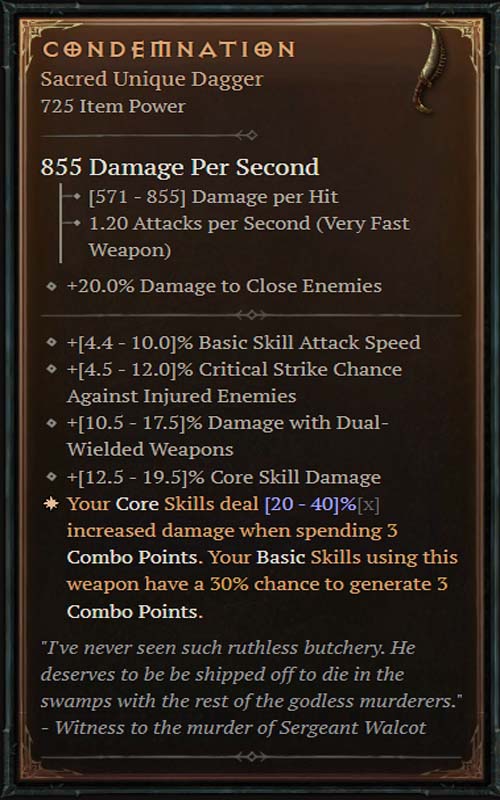 CONDEMNATION
Sacred Unique Dagger
725 Item Power
855 Damage Per Second
[571 - 855] Damage per Hit
1.20 Attacks per Second (Very Fast
Weapon)
+20.0% Damage to Close Enemies
+[4.4 - 10.0]% Basic Skill Attack Speed
+[4.5 - 12.0]% Critical Strike Chance
Against Injured Enemies
+[10.5 - 17.5]% Damage with Dual-
Wielded Weapons
+[12.5 - 19.5]% Core Skill Damage
Your Core Skills deal [20 - 40]%[x]
increased damage when spending 3
Combo Points. Your Basic Skills using this
weapon have a 30% chance to generate 3
Combo Points.
"I've never seen such ruthless butchery. He
deserves to be be shipped off to die in the
swamps with the rest of the godless murderers."
- Witness to the murder of Sergeant Walcot